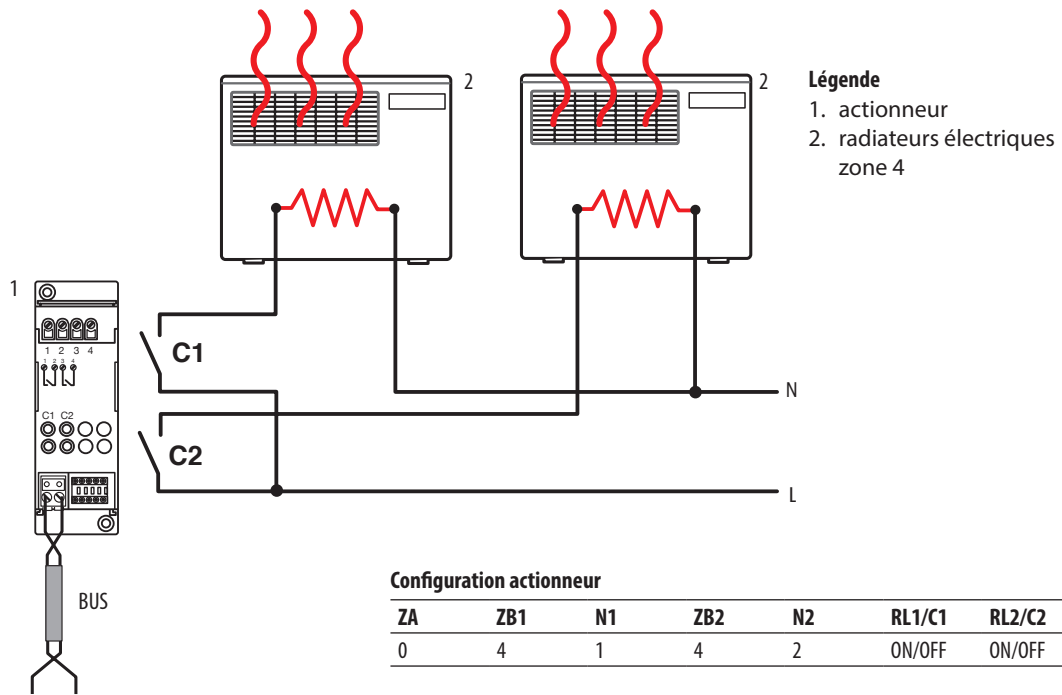 2
2
Légende
1. actionneur
2. radiateurs électriques
zone 4
1
1 2 3 4
1 2 3 4
C1 C2
C1
N
C2
L
BUS
Configuration actionneur
ZA ZB1 N1 ZB2 N2 RL1/C1 RL2/C2
0 4 1 4 2 ON/OFF ON/OFF